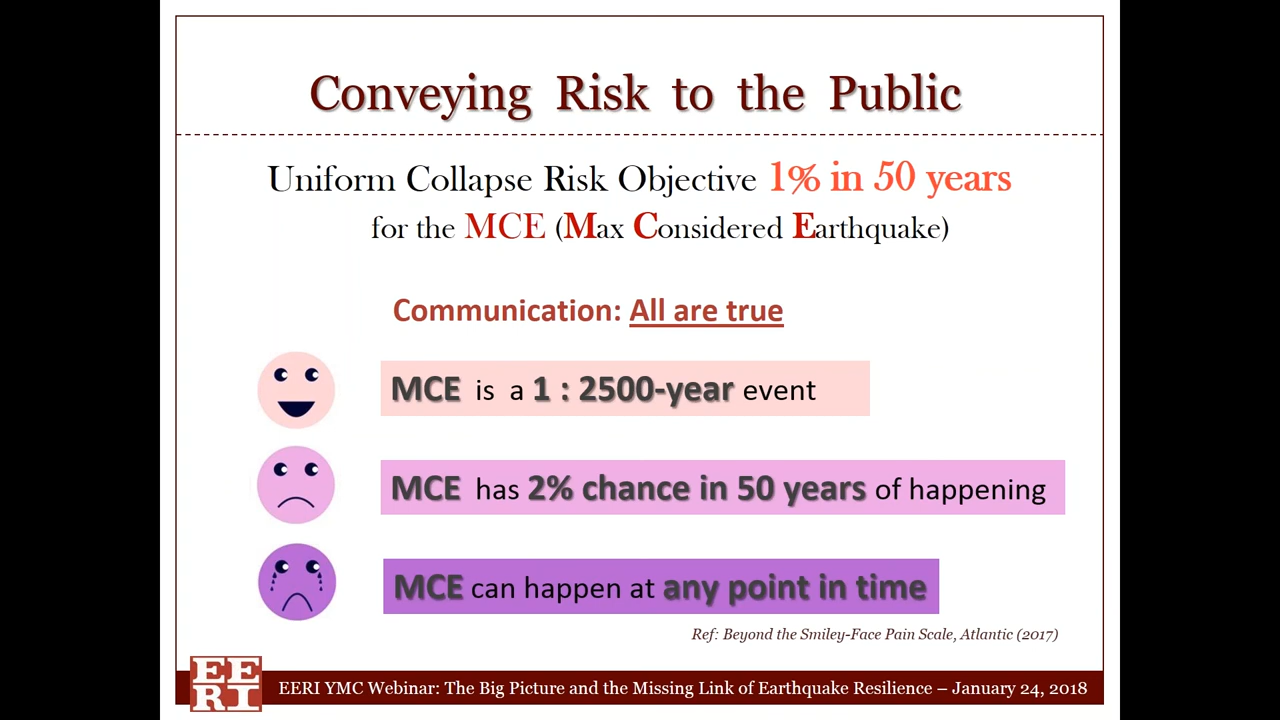 Conveying Risk to the Public
Uniform Collapse Risk Objective 1% in 50 years
for the MCE (Max Considered Earthquake)
Communication: All are true
MCE is a 1 : 2500-year event
MCE has 2% chance in 50 years of happening
MCE can happen at any point in time
Ref: Beyond the Smiley-Face Pain Scale, Atlantic (2017)
EE
RI
EERI YMC Webinar: The Big Picture and the Missing Link of Earthquake Resilience – January 24, 2018